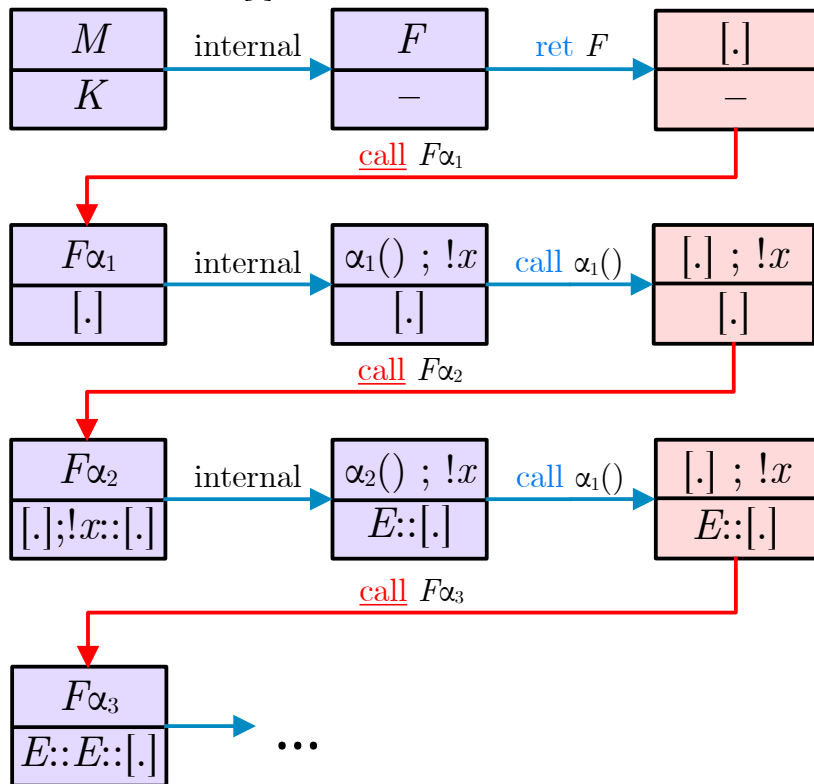 M internal F ret F [.]
K – –
call Fα₁
Fα₁ internal α₁() ; !x call α₁() [.] ; !x
[.] [.] [.]
call Fα₂
Fα₂ internal α₂() ; !x call α₁() [.] ; !x
[.];!x::[.] E::[.] E::[.]
call Fα₃
Fα₃
E::E::[.] ...